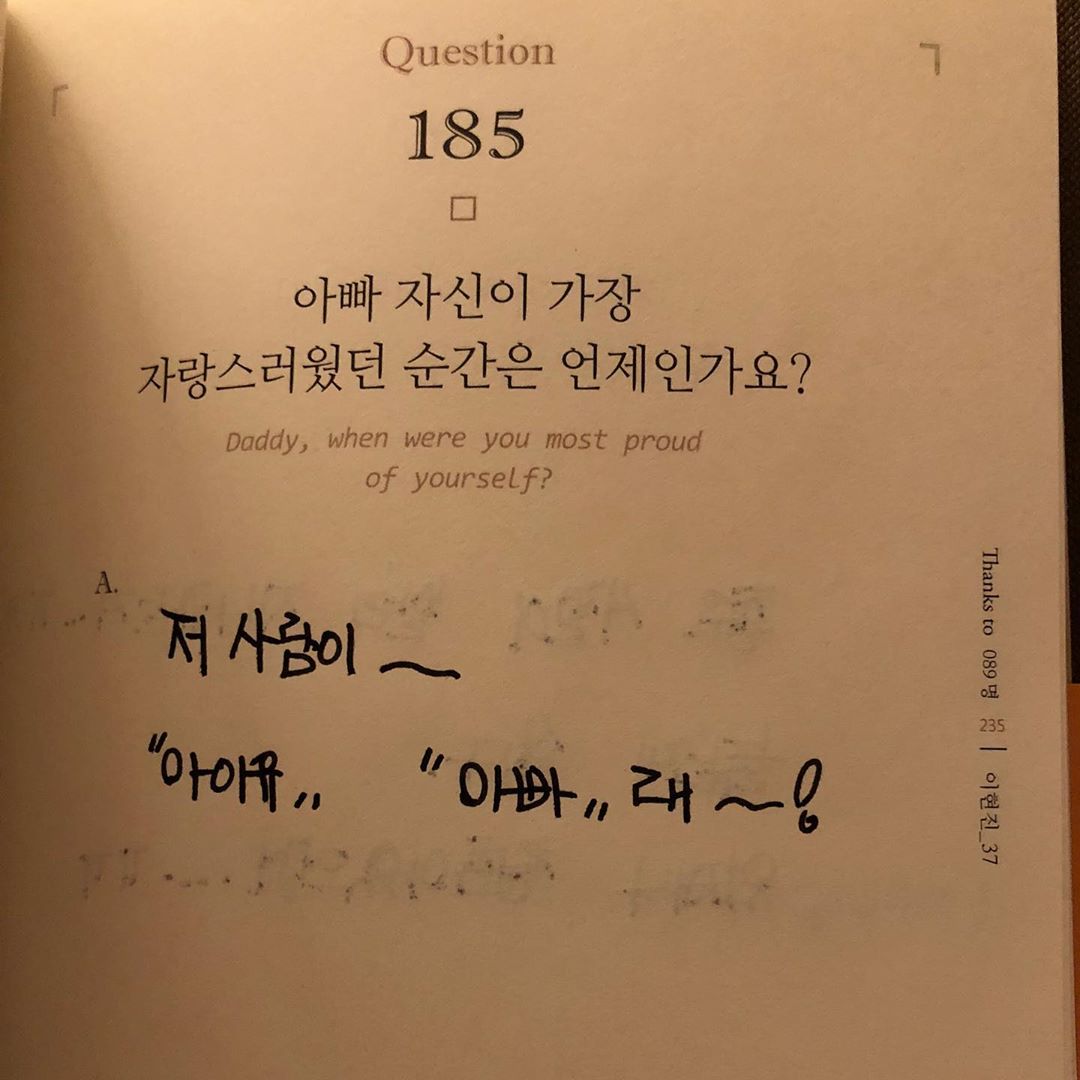 Question
185
아빠 자신이 가장
자랑스러웠던 순간은 언제인가요?
Daddy, when were you most proud
of yourself?
A.
저 사람이 ~
"아이유" "아빠" 래 ~!
Thanks to 089명 235 | 이현진_37